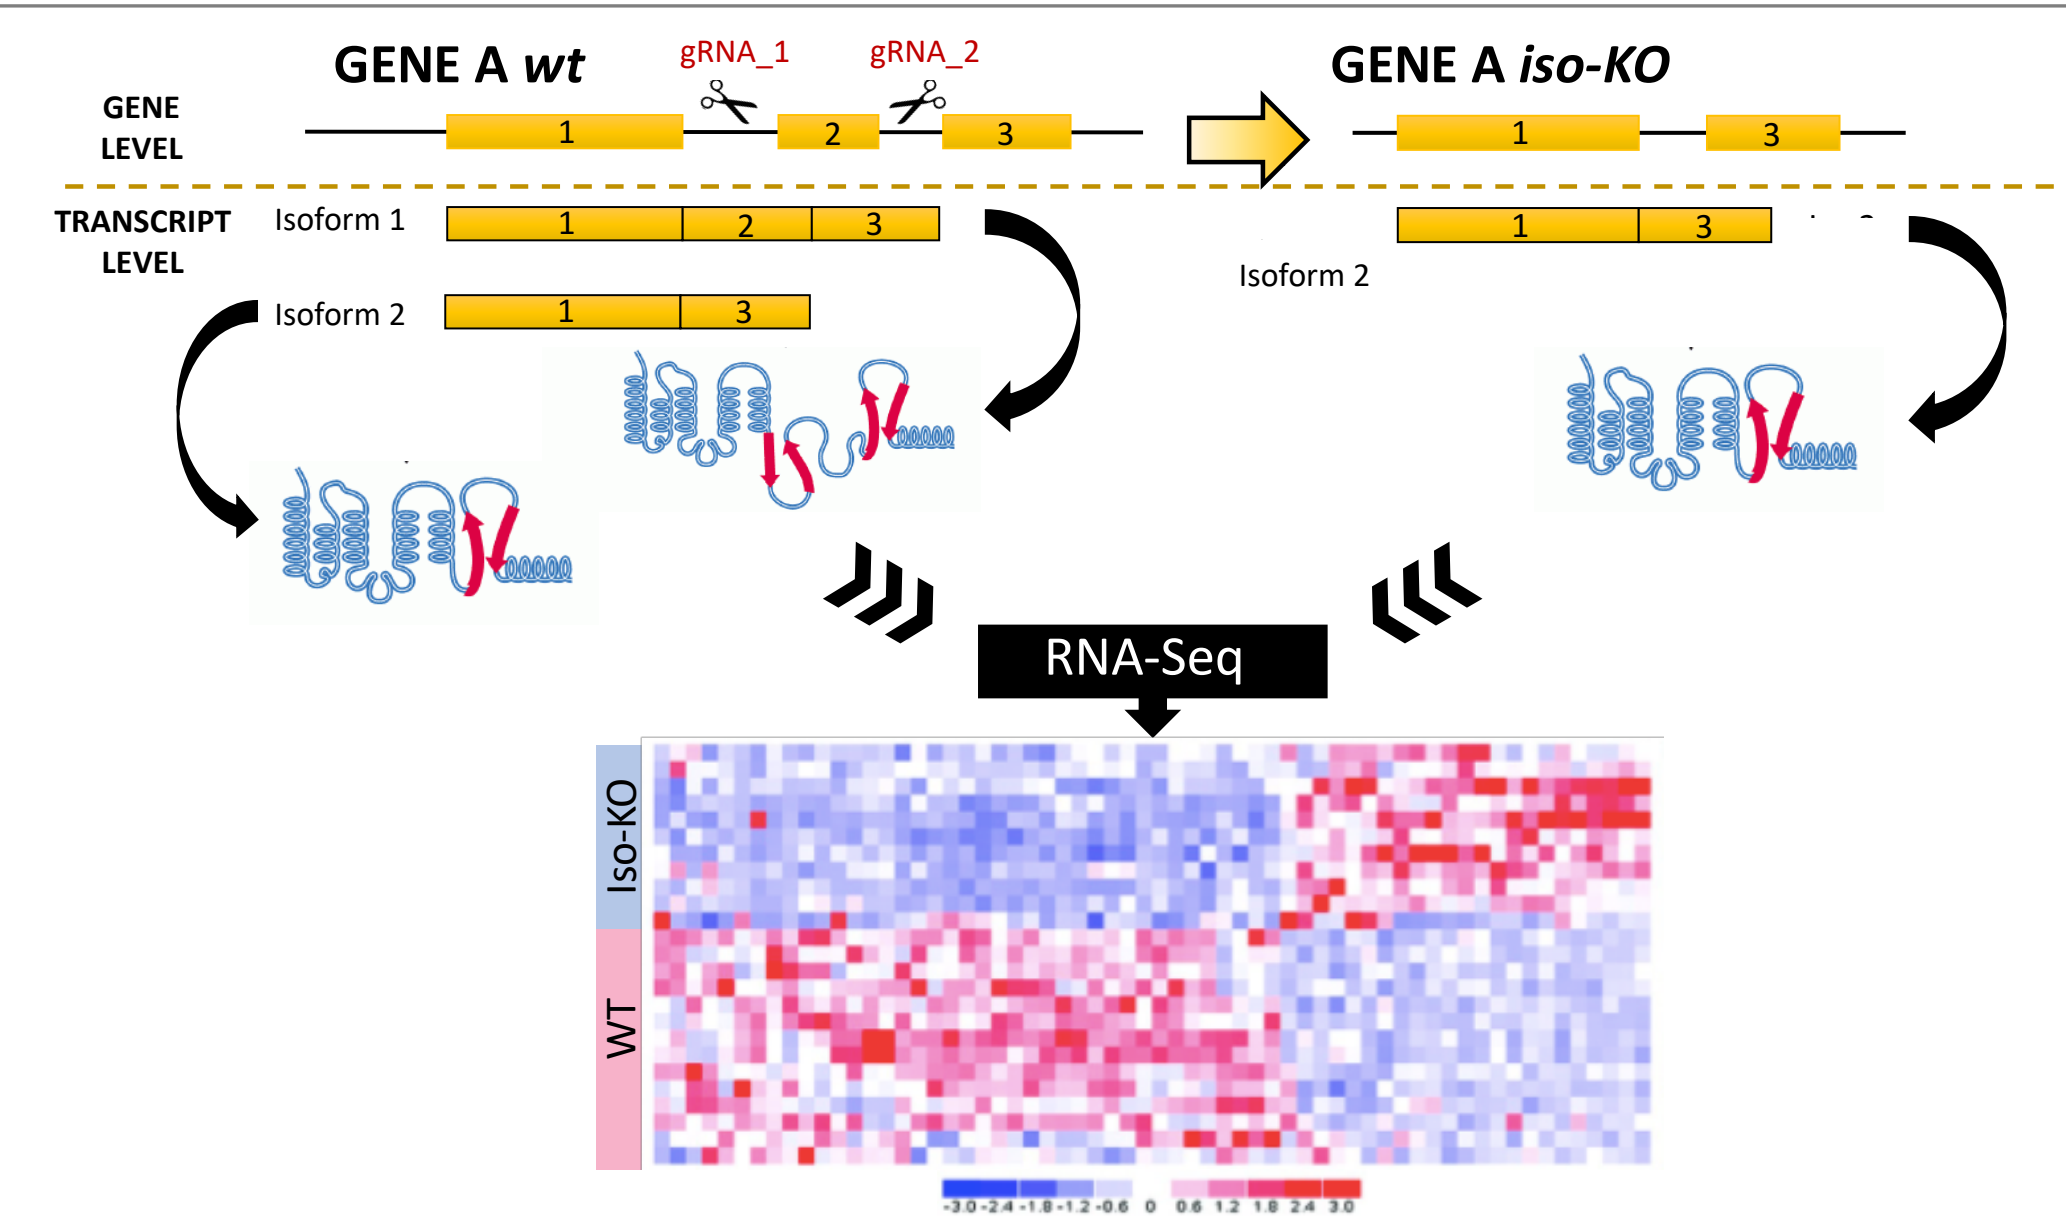 GENE A wt
gRNA_1
gRNA_2
GENE A iso-KO
GENE
LEVEL
1
2
3
1
3
TRANSCRIPT
LEVEL
Isoform 1
1
2
3
1
3
Isoform 2
Isoform 2
1
3
RNA-Seq
Iso-KO
WT
-3.0 -2.4 -1.8 -1.2 -0.6 0 0.6 1.2 1.8 2.4 3.0